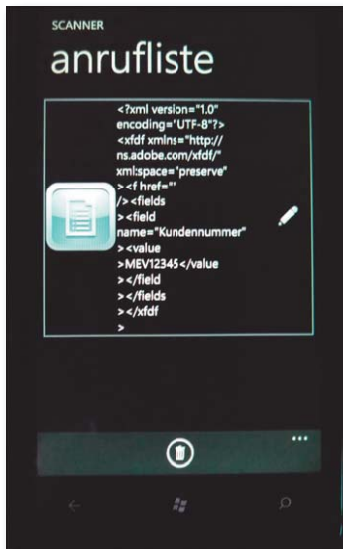 SCANNER
anrufliste
<?xml version="1.0"
encoding='UTF-8"?>
<xfdf xmlns="http://
ns.adobe.com/xfdf/"
xml:space='preserve"
><f href="'
/><fields
><field
name="Kundennummer"
><value
>MEV12345</value
></field
></fields
></xfdf
>